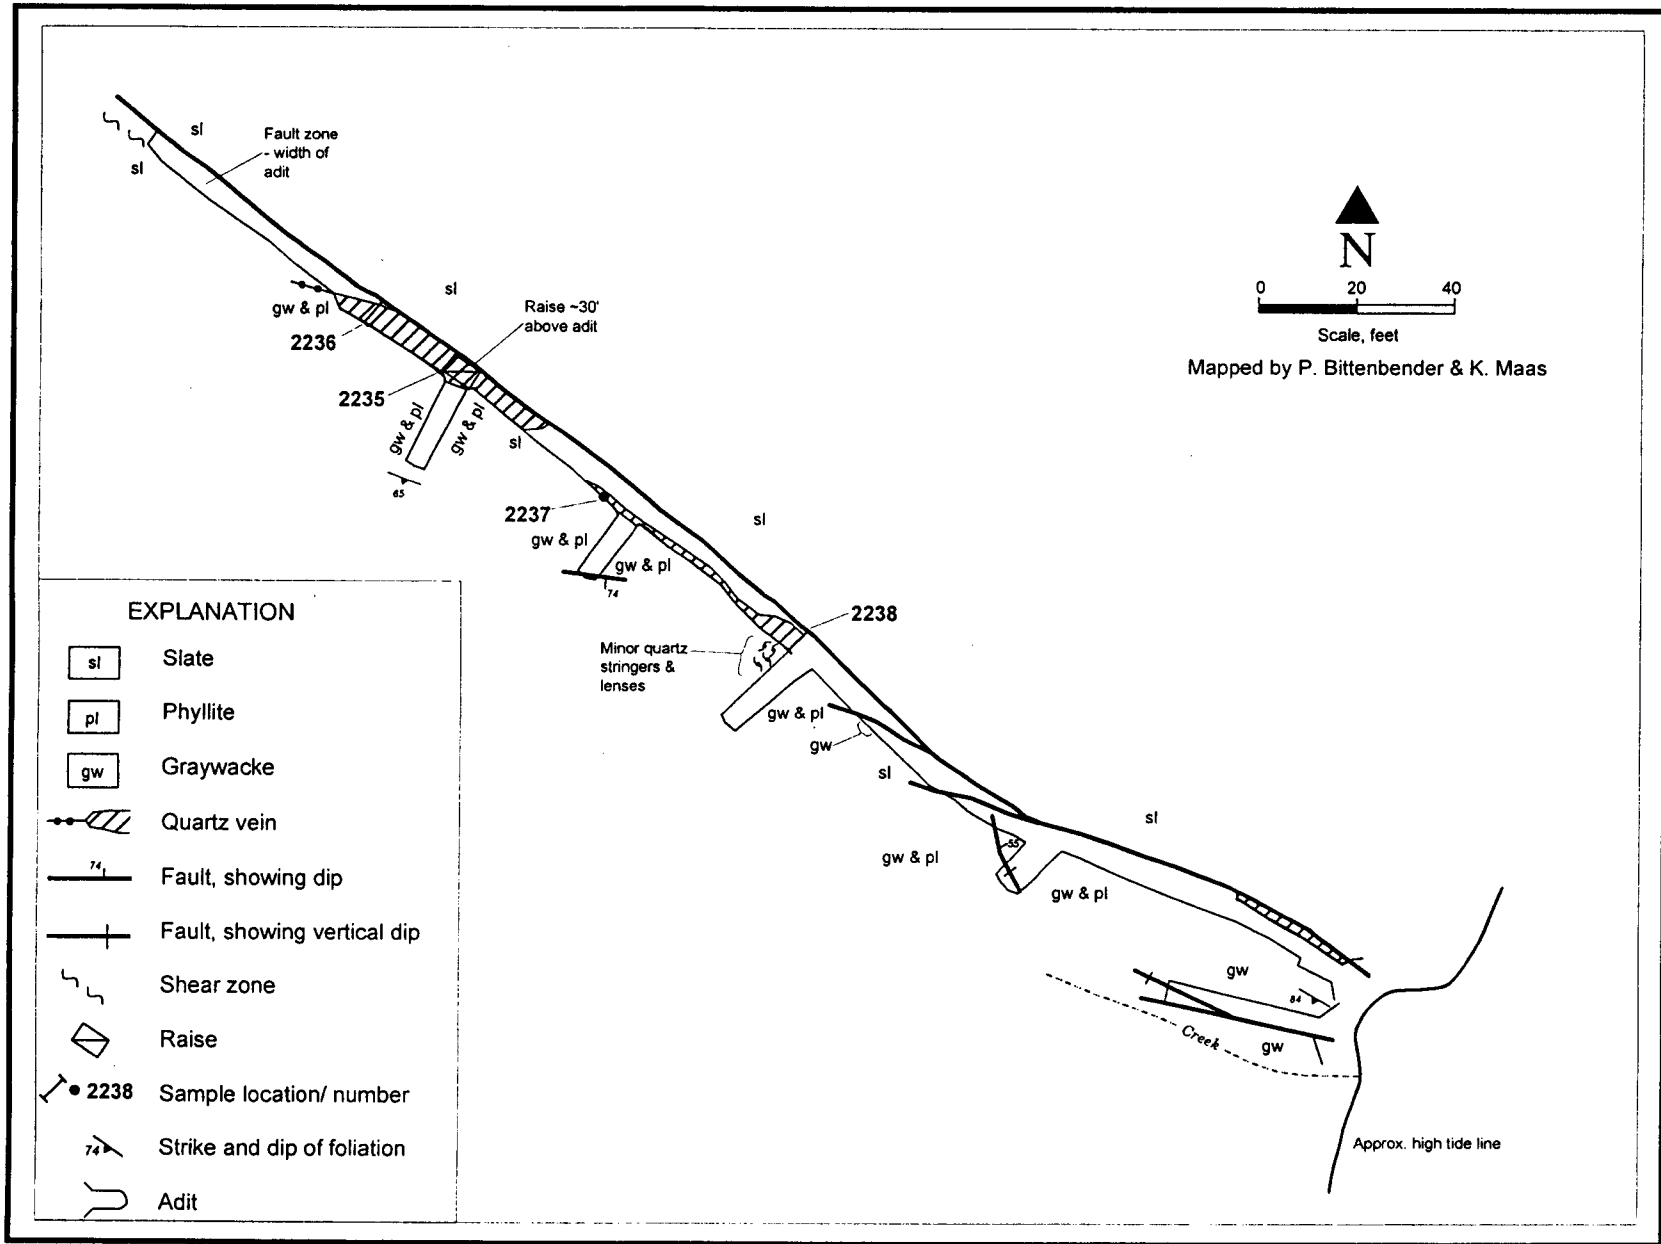 sl
Fault zone
- width of
adit
sl
sl
gw & pl
Raise ~30'
above adit
2236
2235
gw & pl
gw & pl
sl
65
N
0 20 40
Scale, feet
Mapped by P. Bittenbender & K. Maas
2237
gw & pl
gw & pl
74
sl
2238
Minor quartz
stringers &
lenses
gw & pl
gw
sl
sl
gw & pl
55
gw & pl
gw
84
Creek
gw
Approx. high tide line
EXPLANATION
sl Slate
pl Phyllite
gw Graywacke
Quartz vein
74 Fault, showing dip
Fault, showing vertical dip
Shear zone
Raise
2238 Sample location/ number
74 Strike and dip of foliation
Adit